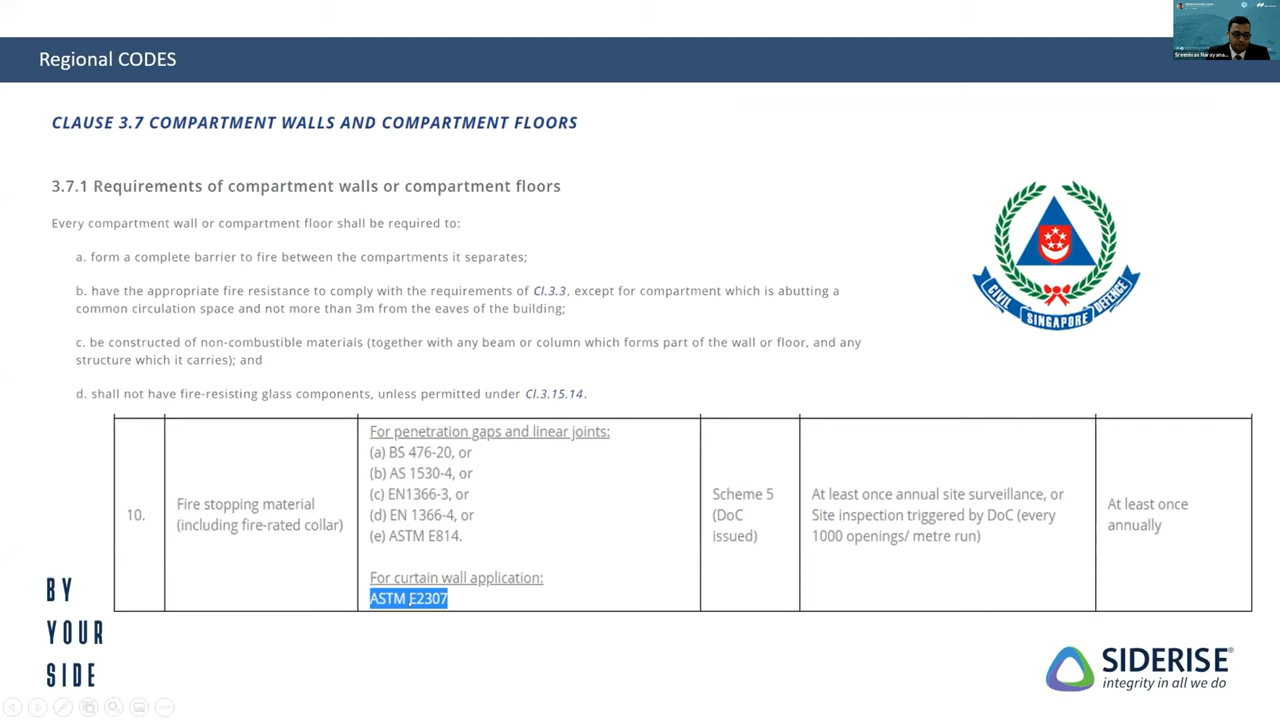 Regional CODES
Sreenivas Narayana...
CLAUSE 3.7 COMPARTMENT WALLS AND COMPARTMENT FLOORS
3.7.1 Requirements of compartment walls or compartment floors
Every compartment wall or compartment floor shall be required to:
a. form a complete barrier to fire between the compartments it separates;
b. have the appropriate fire resistance to comply with the requirements of Cl.3.3, except for compartment which is abutting a
common circulation space and not more than 3m from the eaves of the building;
c. be constructed of non-combustible materials (together with any beam or column which forms part of the wall or floor, and any
structure which it carries); and
d. shall not have fire-resisting glass components, unless permitted under Cl.3.15.14.
CIVIL
SINGAPORE
DEFENCE
10.
Fire stopping material
(including fire-rated collar)
For penetration gaps and linear joints:
(a) BS 476-20, or
(b) AS 1530-4, or
(c) EN1366-3, or
(d) EN 1366-4, or
(e) ASTM E814.
For curtain wall application:
ASTM E2307
Scheme 5
(DoC
issued)
At least once annual site surveillance, or
Site inspection triggered by DoC (every
1000 openings/ metre run)
At least once
annually
BY
YOUR
SIDE
SIDERISE®
integrity in all we do